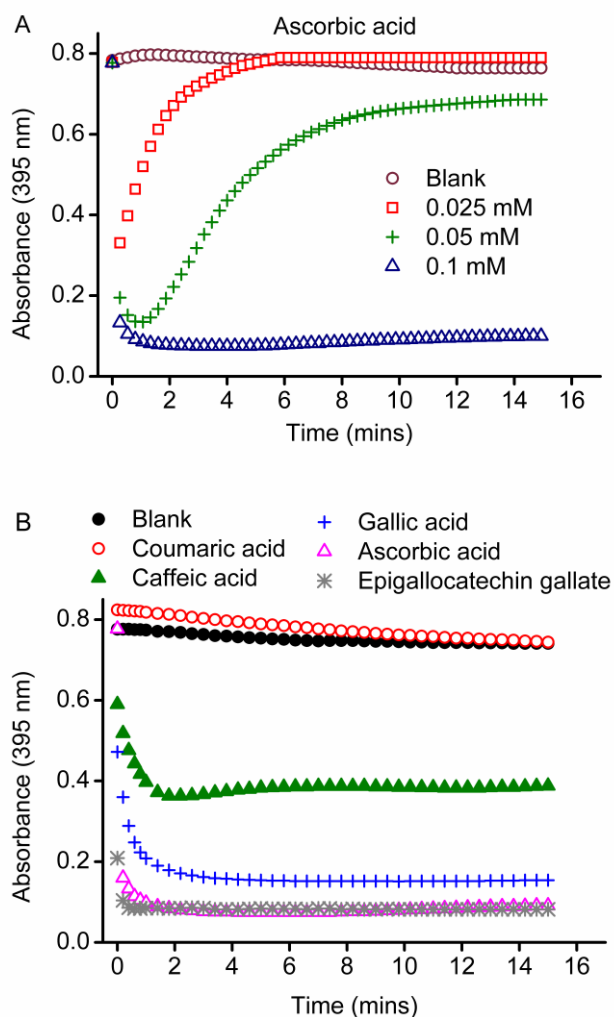 A
Ascorbic acid
Absorbance (395 nm)
0.8
0.6
0.4
0.2
0.0
Blank
0.025 mM
0.05 mM
0.1 mM
0 2 4 6 8 10 12 14 16
Time (mins)
B
Blank
Coumaric acid
Caffeic acid
Gallic acid
Ascorbic acid
Epigallocatechin gallate
Absorbance (395 nm)
0.8
0.6
0.4
0.2
0.0
0 2 4 6 8 10 12 14 16
Time (mins)